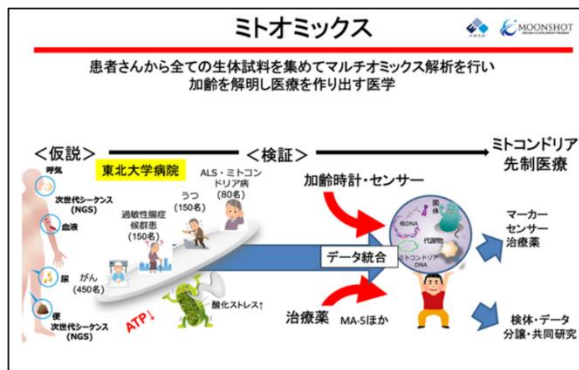 ミトオミックス
AMED
MOONSHOT
患者さんから全ての生体試料を集めてマルチオミックス解析を行い
加齢を解明し医療を作り出す医学
＜仮説＞
東北大学病院
＜検証＞
ミトコンドリア
先制医療
呼気
次世代シーケンス
(NGS)
血液
尿
便
次世代シーケンス
(NGS)
がん
(450名)
過敏性腸症
候群患
(150名)
うつ
(150名)
ALS・ミトコン
ドリア病
(80名)
ATP↓
酸化ストレス↑
加齢時計・センサー
データ統合
治療薬
MA-5ほか
菌
体
核DNA
代謝物
ミトコンドリア
DNA
マーカー
センサー
治療薬
検体・データ
分譲・共同研究